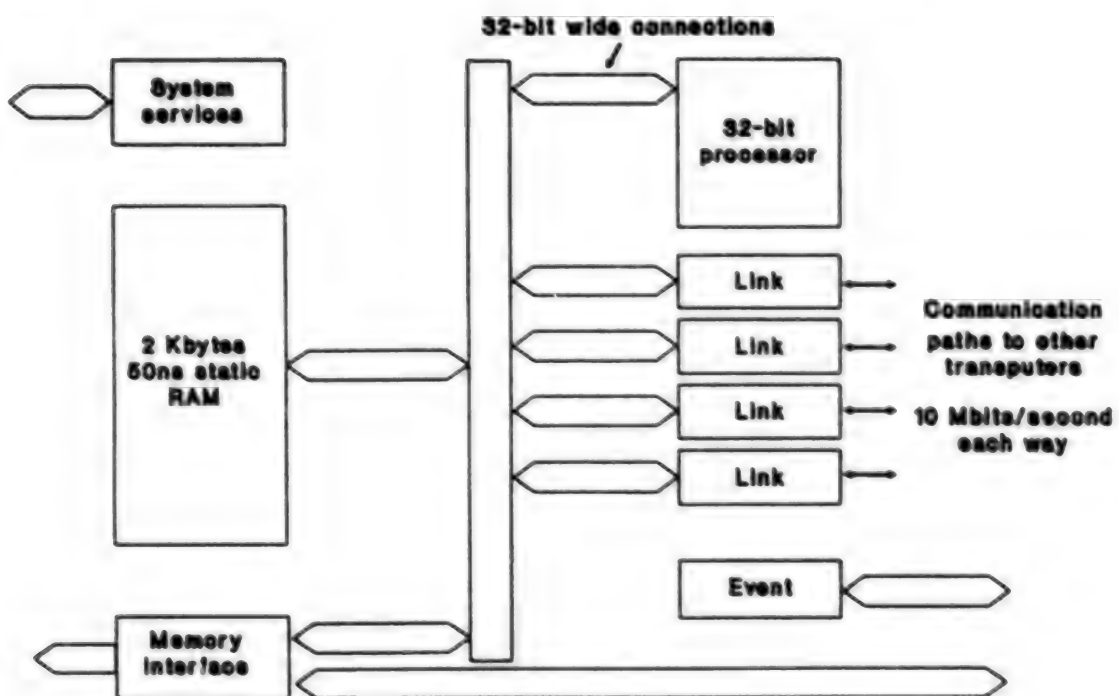 32-bit wide connections
System
services
32-bit
processor
2 Kbytes
50ns static
RAM
Link
Link
Link
Link
Communication
paths to other
transputers
10 Mbits/second
each way
Event
Memory
interface